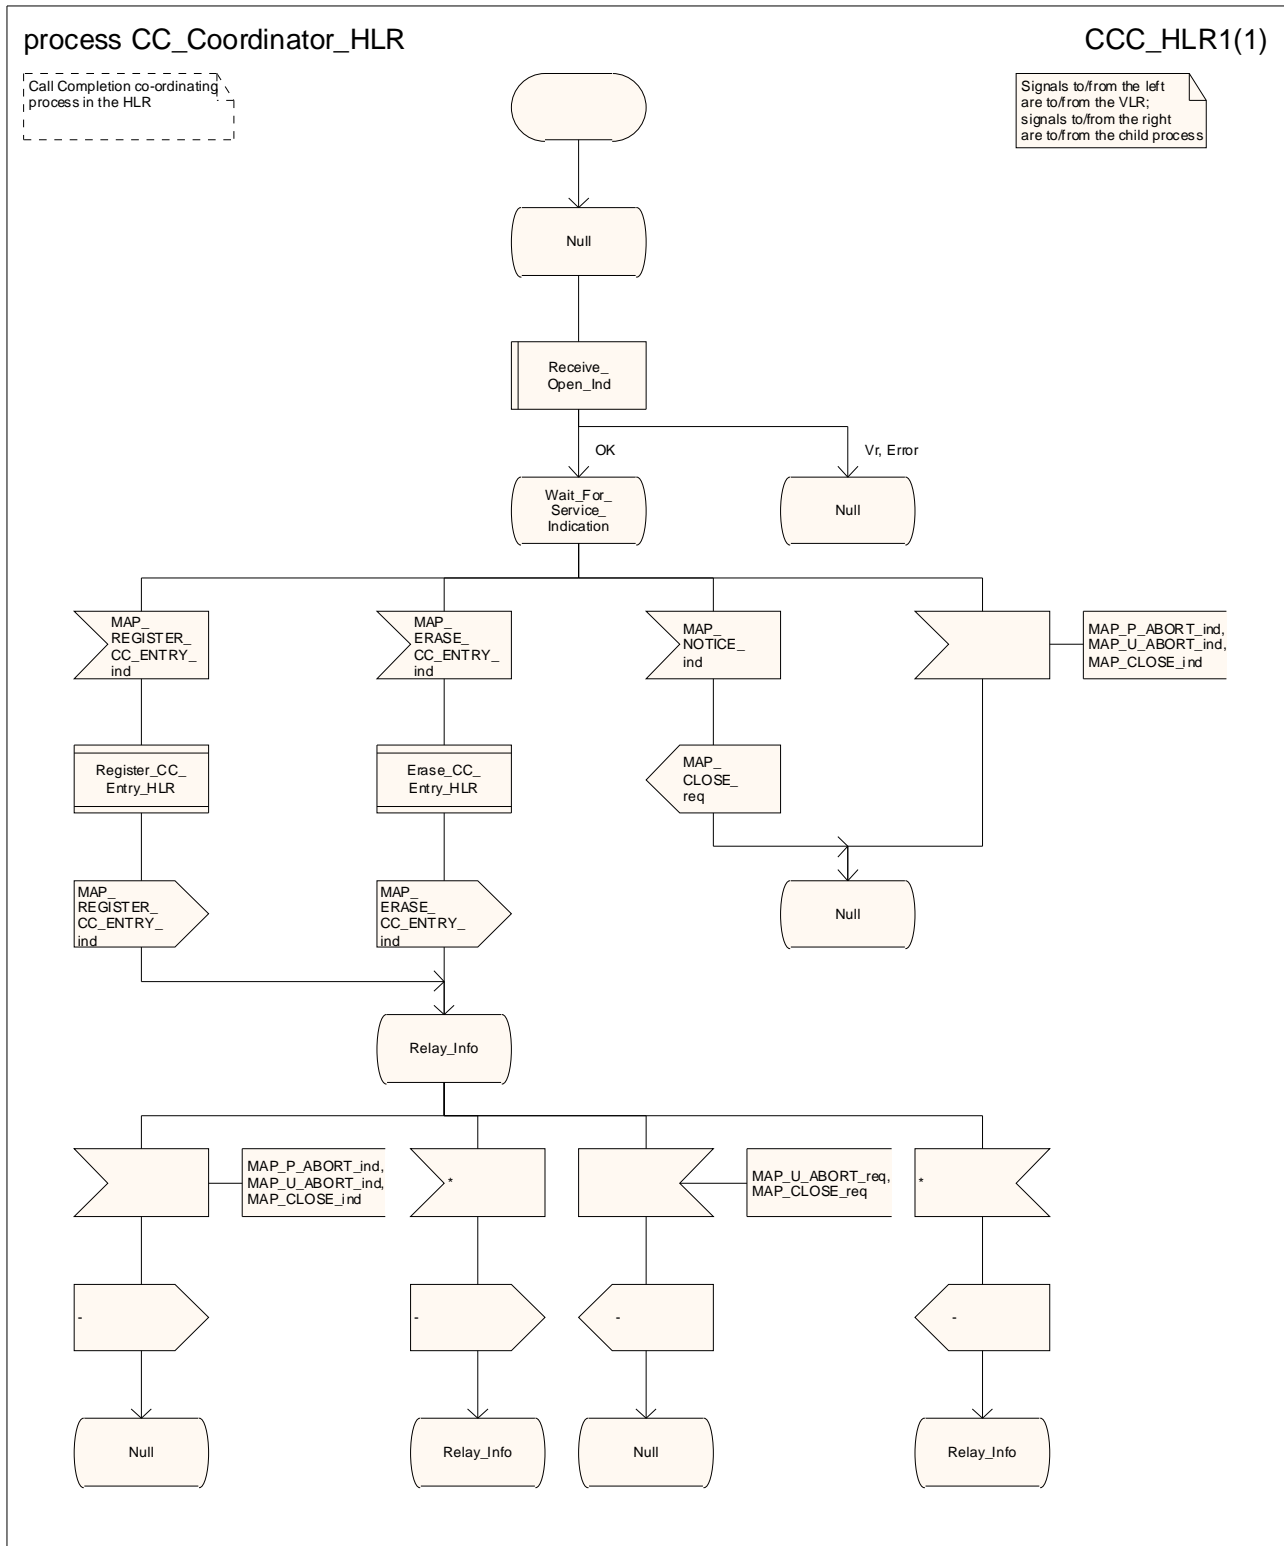 process CC_Coordinator_HLR
CCC_HLR1(1)
Call Completion co-ordinating
process in the HLR
Signals to/from the left
are to/from the VLR;
signals to/from the right
are to/from the child process
Null
Receive_
Open_Ind
OK
Vr, Error
Wait_For_
Service_
Indication
Null
MAP_
REGISTER_
CC_ENTRY_
ind
MAP_
ERASE_
CC_ENTRY_
ind
MAP_
NOTICE_
ind
MAP_P_ABORT_ind,
MAP_U_ABORT_ind,
MAP_CLOSE_ind
Register_CC_
Entry_HLR
Erase_CC_
Entry_HLR
MAP_
CLOSE_
req
MAP_
REGISTER_
CC_ENTRY_
ind
MAP_
ERASE_
CC_ENTRY_
ind
Null
Relay_Info
MAP_P_ABORT_ind,
MAP_U_ABORT_ind,
MAP_CLOSE_ind
*
MAP_U_ABORT_req,
MAP_CLOSE_req
*
-
-
-
-
Null
Relay_Info
Null
Relay_Info